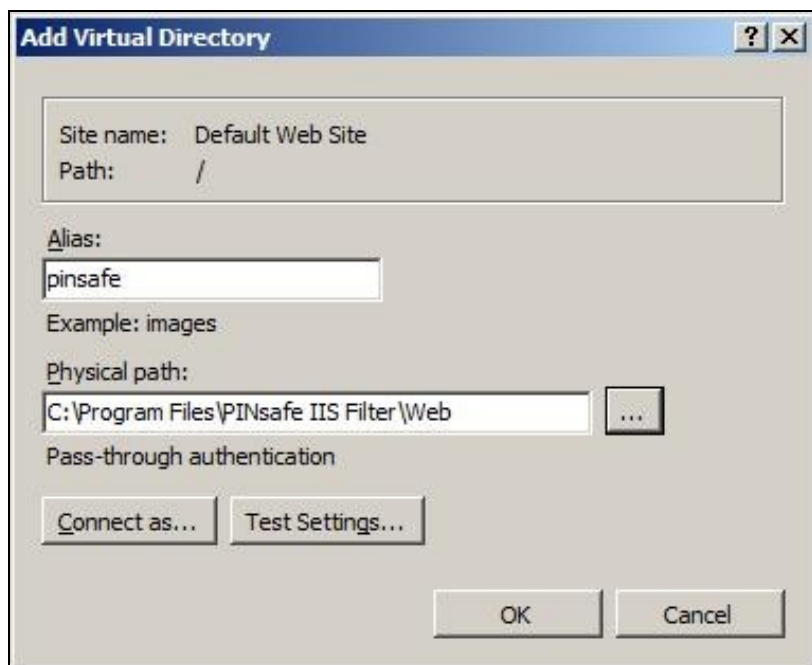 Add Virtual Directory
? X
Site name: Default Web Site
Path: /
Alias:
pinsafe
Example: images
Physical path:
C:\Program Files\PINsafe IIS Filter\Web
...
Pass-through authentication
Connect as... Test Settings...
OK Cancel